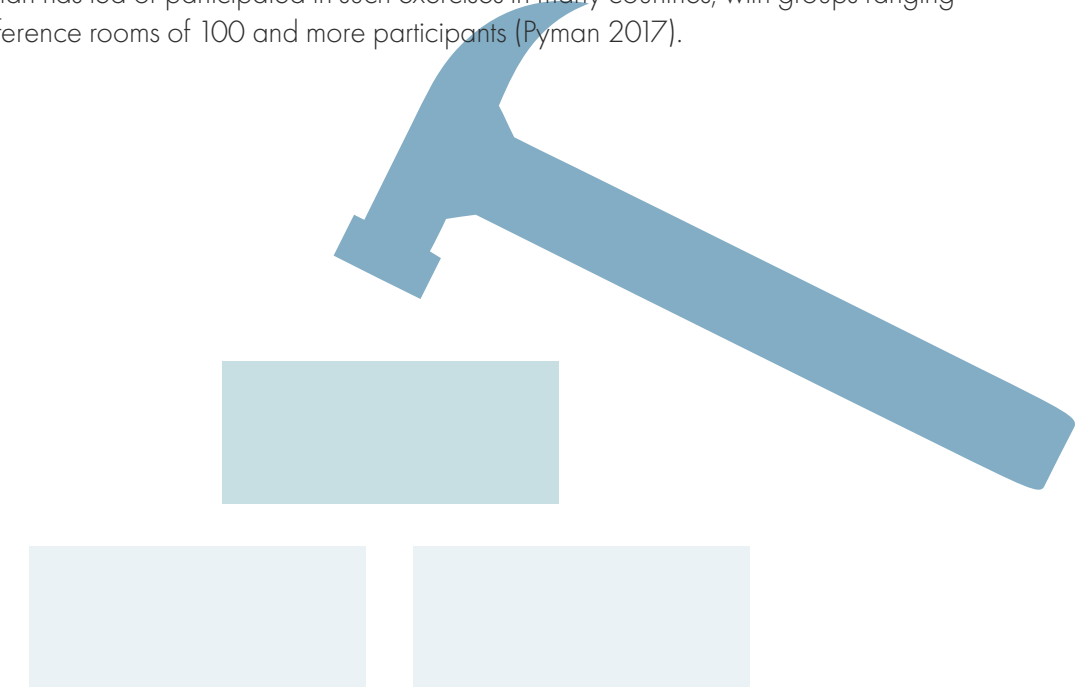 has led or participated in such exercises in many countries, with groups ranging
ference rooms of 100 and more participants (Pyman 2017).